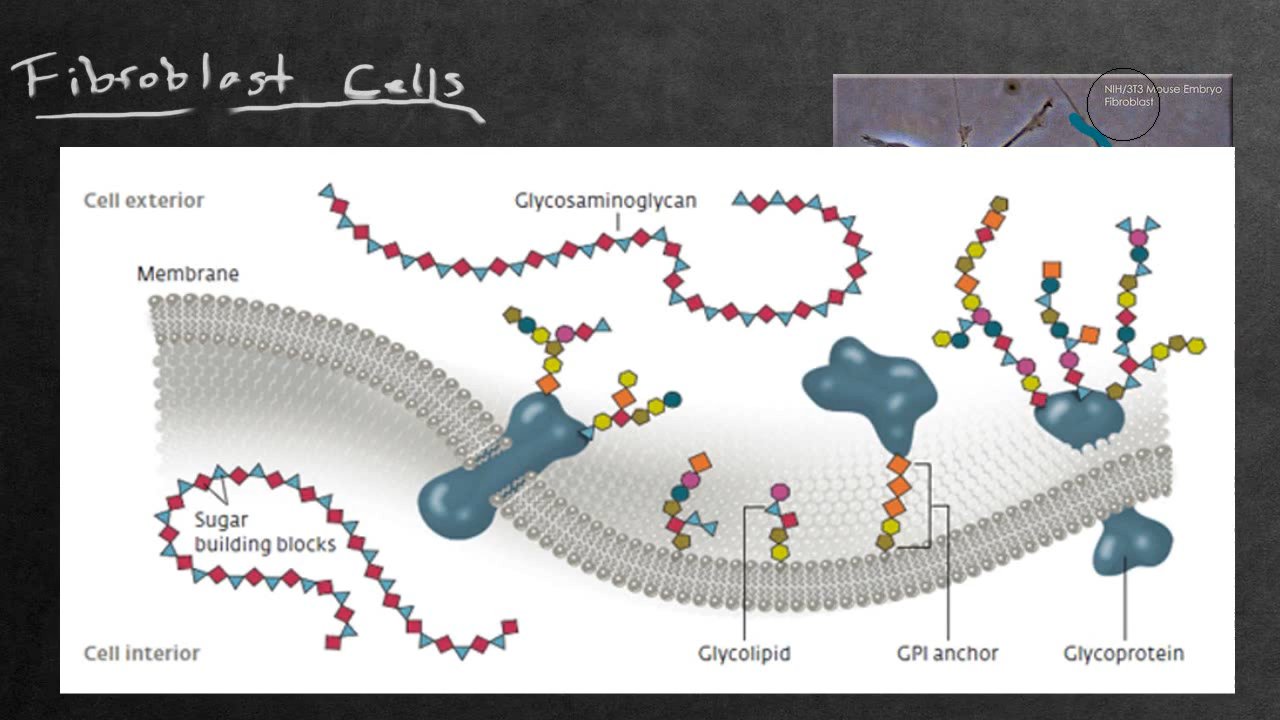 Fibroblast Cells
NIH/3T3 Mouse Embryo
Fibroblast
Cell exterior
Glycosaminoglycan
Membrane
Sugar
building blocks
Cell interior
Glycolipid
GPI anchor
Glycoprotein